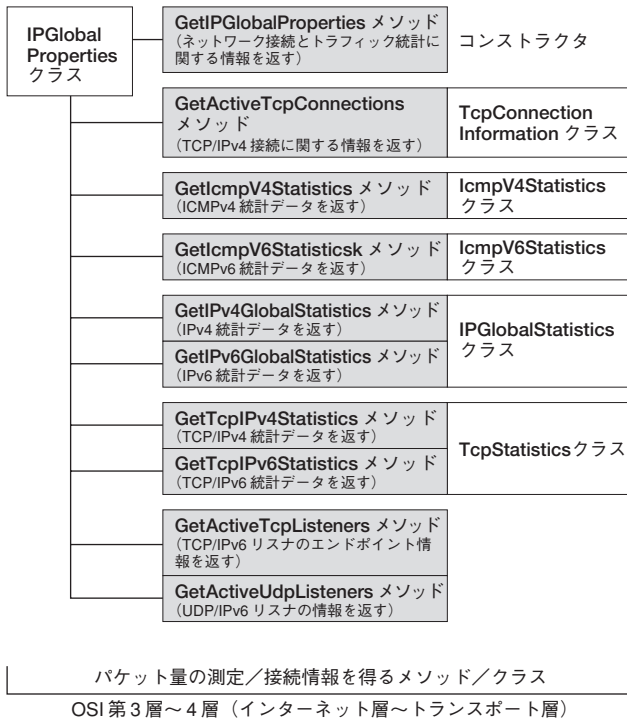 IPGlobal
Properties
クラス
GetIPGlobalProperties メソッド
(ネットワーク接続とトラフィック統計に
関する情報を返す)
コンストラクタ
GetActiveTcpConnections
メソッド
(TCP/IPv4 接続に関する情報を返す)
TcpConnection
Information クラス
GetIcmpV4Statistics メソッド
(ICMPv4 統計データを返す)
IcmpV4Statistics
クラス
GetIcmpV6Statisticsk メソッド
(ICMPv6 統計データを返す)
IcmpV6Statistics
クラス
GetIPv4GlobalStatistics メソッド
(IPv4 統計データを返す)
GetIPv6GlobalStatistics メソッド
(IPv6 統計データを返す)
IPGlobalStatistics
クラス
GetTcpIPv4Statistics メソッド
(TCP/IPv4 統計データを返す)
GetTcpIPv6Statistics メソッド
(TCP/IPv6 統計データを返す)
TcpStatisticsクラス
GetActiveTcpListeners メソッド
(TCP/IPv6 リスナのエンドポイント情
報を返す)
GetActiveUdpListeners メソッド
(UDP/IPv6 リスナの情報を返す)
パケット量の測定/接続情報を得るメソッド/クラス
OSI 第 3 層~ 4 層(インターネット層~トランスポート層)